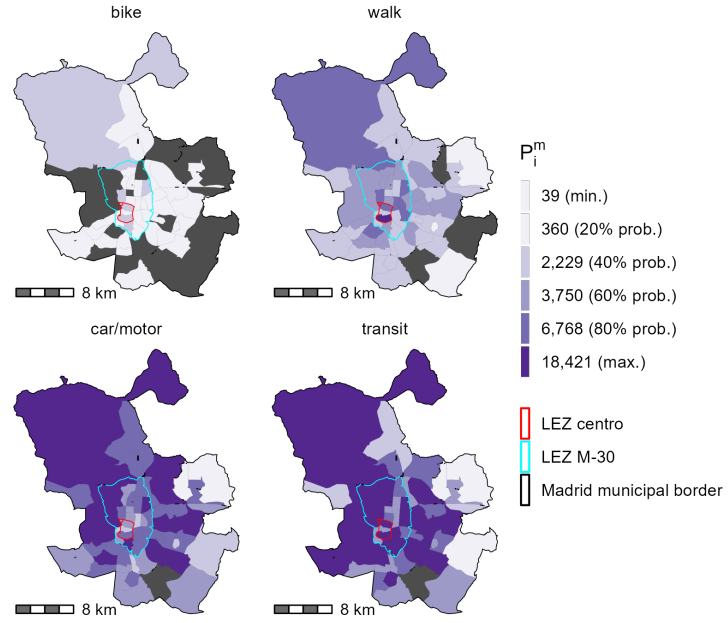 bike
walk
8 km
8 km
car/motor
transit
8 km
8 km
P_i^m
39 (min.)
360 (20% prob.)
2,229 (40% prob.)
3,750 (60% prob.)
6,768 (80% prob.)
18,421 (max.)
LEZ centro
LEZ M-30
Madrid municipal border